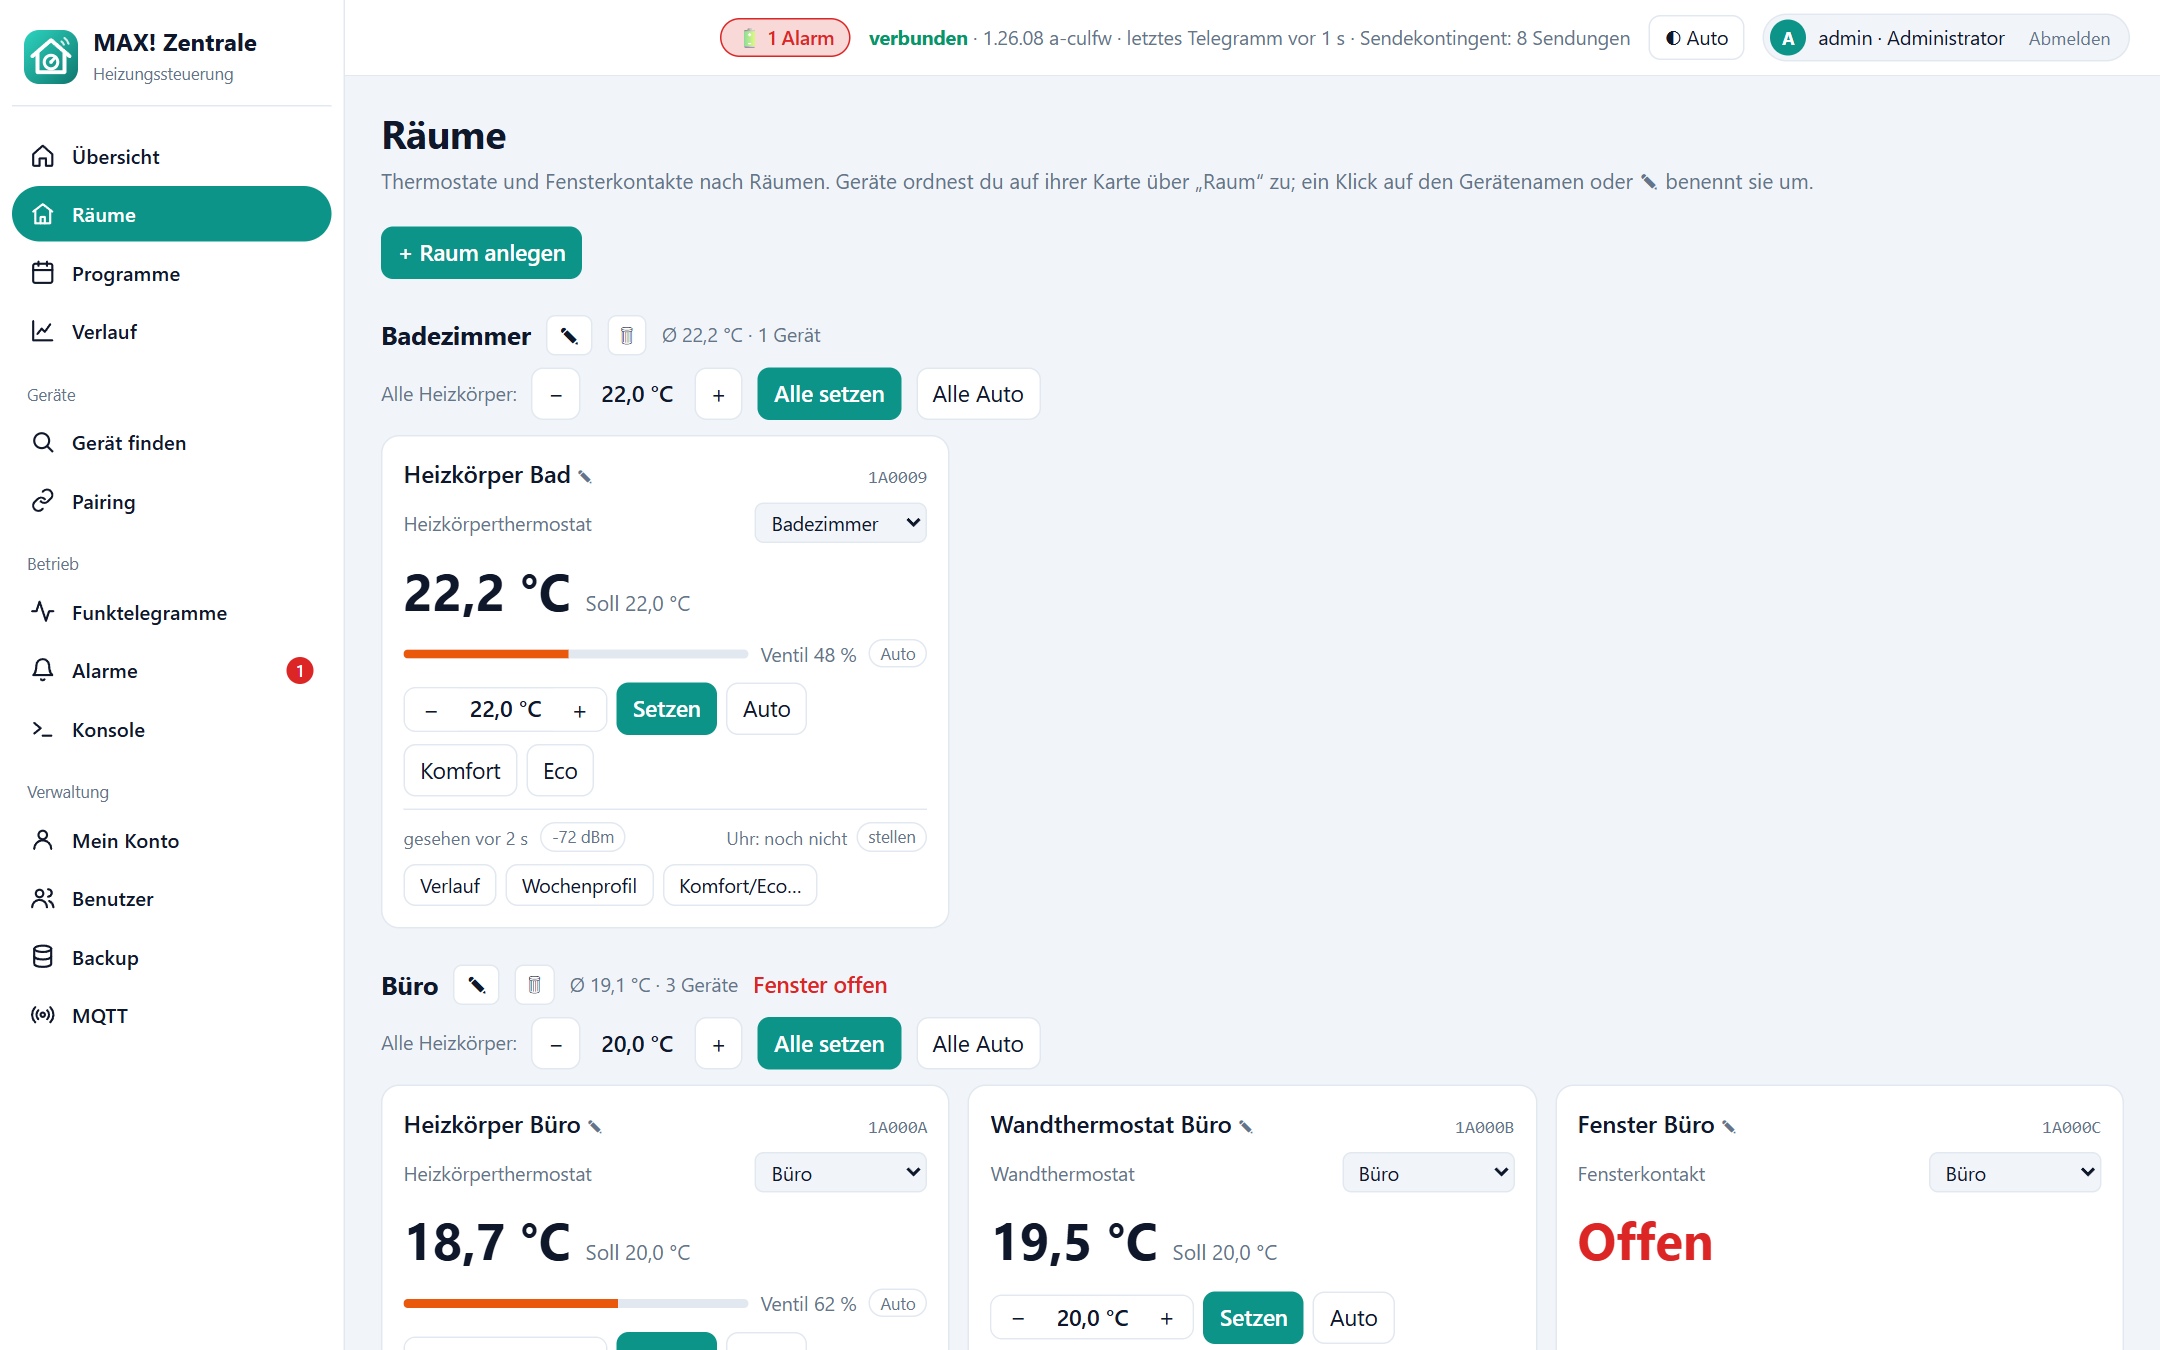 MAX! Zentrale
Heizungssteuerung
Übersicht
Räume
Programme
Verlauf
Geräte
Gerät finden
Pairing
Betrieb
Funktelegramme
Alarme 1
Konsole
Verwaltung
Mein Konto
Benutzer
Backup
MQTT
1 Alarm verbunden · 1.26.08 a-culfw · letztes Telegramm vor 1 s · Sendekontingent: 8 Sendungen Auto A admin · Administrator Abmelden
Räume
Thermostate und Fensterkontakte nach Räumen. Geräte ordnest du auf ihrer Karte über „Raum“ zu; ein Klick auf den Gerätenamen oder ✎ benennt sie um.
+ Raum anlegen
Badezimmer Ø 22,2 °C · 1 Gerät
Alle Heizkörper: − 22,0 °C + Alle setzen Alle Auto
Heizkörper Bad 1A0009
Heizkörperthermostat Badezimmer
22,2 °C Soll 22,0 °C
Ventil 48 % Auto
− 22,0 °C + Setzen Auto
Komfort Eco
gesehen vor 2 s -72 dBm Uhr: noch nicht stellen
Verlauf Wochenprofil Komfort/Eco…
Büro Ø 19,1 °C · 3 Geräte Fenster offen
Alle Heizkörper: − 20,0 °C + Alle setzen Alle Auto
Heizkörper Büro 1A000A
Heizkörperthermostat Büro
18,7 °C Soll 20,0 °C
Ventil 62 % Auto
Wandthermostat Büro 1A000B
Wandthermostat Büro
19,5 °C Soll 20,0 °C
− 20,0 °C + Setzen Auto
Fenster Büro 1A000C
Fensterkontakt Büro
Offen